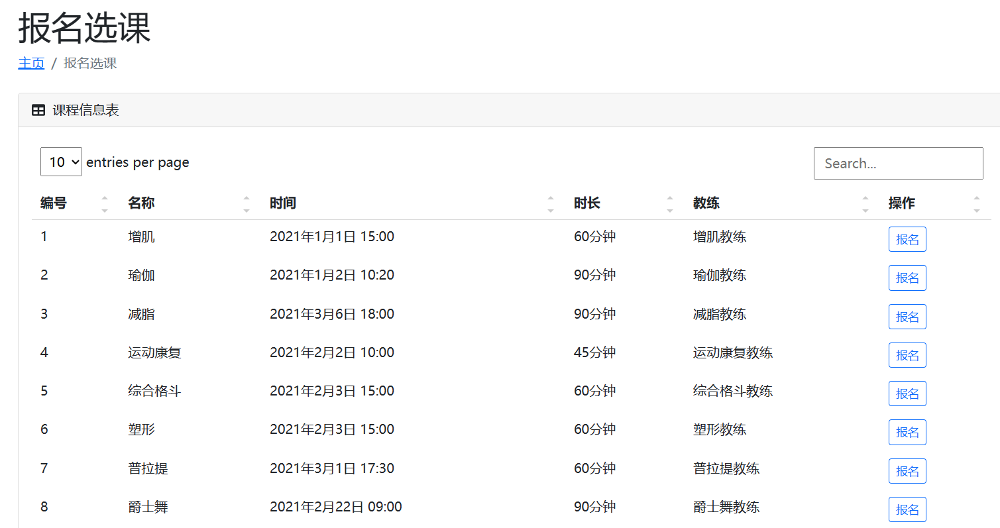 报名选课
主页 / 报名选课
课程信息表
10 entries per page Search...
编号 名称 时间 时长 教练 操作
1 增肌 2021年1月1日 15:00 60分钟 增肌教练 报名
2 瑜伽 2021年1月2日 10:20 90分钟 瑜伽教练 报名
3 减脂 2021年3月6日 18:00 90分钟 减脂教练 报名
4 运动康复 2021年2月2日 10:00 45分钟 运动康复教练 报名
5 综合格斗 2021年2月3日 15:00 60分钟 综合格斗教练 报名
6 塑形 2021年2月3日 15:00 60分钟 塑形教练 报名
7 普拉提 2021年3月1日 17:30 60分钟 普拉提教练 报名
8 爵士舞 2021年2月22日 09:00 90分钟 爵士舞教练 报名